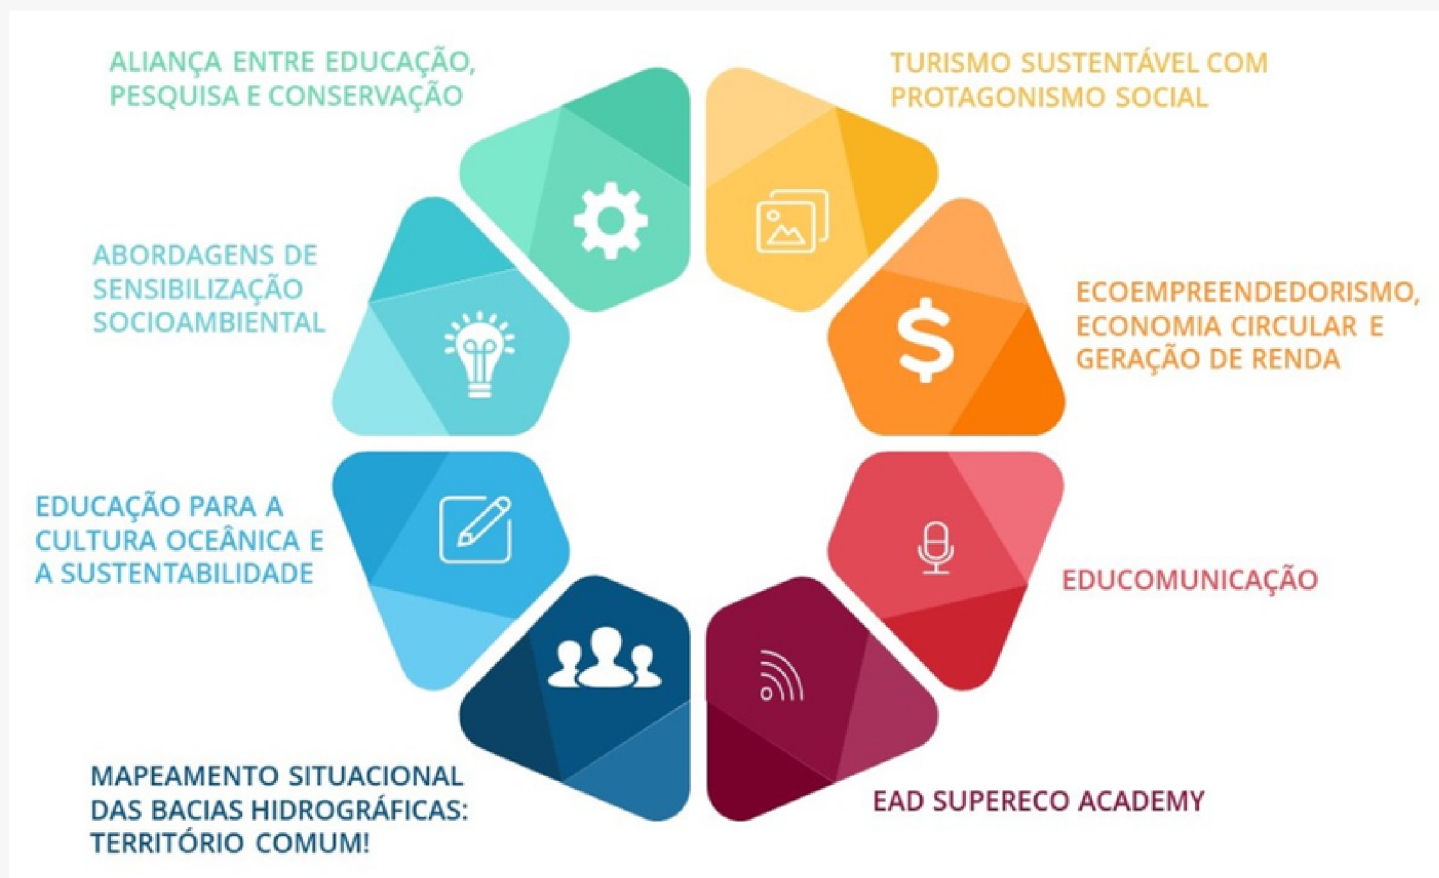 ALIANÇA ENTRE EDUCAÇÃO,
PESQUISA E CONSERVAÇÃO
TURISMO SUSTENTÁVEL COM
PROTAGONISMO SOCIAL
ABORDAGENS DE
SENSIBILIZAÇÃO
SOCIOAMBIENTAL
ECOEMPREENDEDORISMO,
ECONOMIA CIRCULAR E
GERAÇÃO DE RENDA
$
EDUCAÇÃO PARA A
CULTURA OCEÂNICA E
A SUSTENTABILIDADE
EDUCOMUNICAÇÃO
MAPEAMENTO SITUACIONAL
DAS BACIAS HIDROGRÁFICAS:
TERRITÓRIO COMUM!
EAD SUPERECO ACADEMY